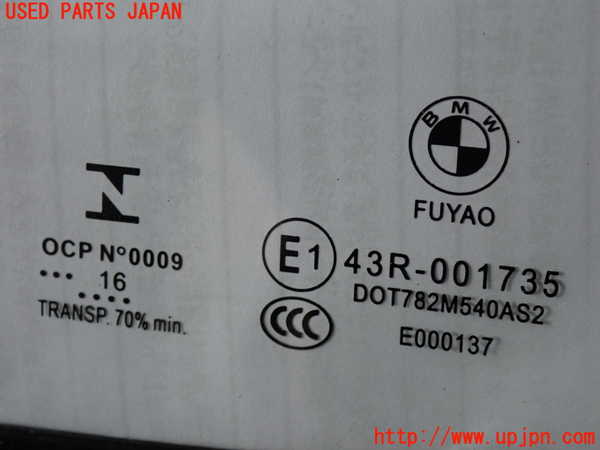 USED PARTS JAPAN
BMW
FUYAO
OCP Nº0009
... 16
....
TRANSP. 70% min.
E1 43R-001735
DOT782M540AS2
CCC
E000137
http://www.upjpn.com/